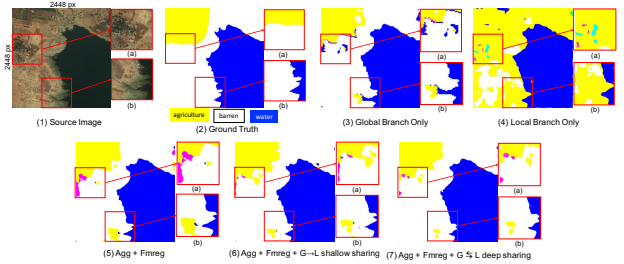 2448 px
2448 px
(a)
(b)
(1) Source Image
(a)
(b)
agriculture barren water
(2) Ground Truth
(a)
(b)
(3) Global Branch Only
(a)
(b)
(4) Local Branch Only
(a)
(b)
(5) Agg + Fmreg
(a)
(b)
(6) Agg + Fmreg + G→L shallow sharing
(a)
(b)
(7) Agg + Fmreg + G ⇆ L deep sharing